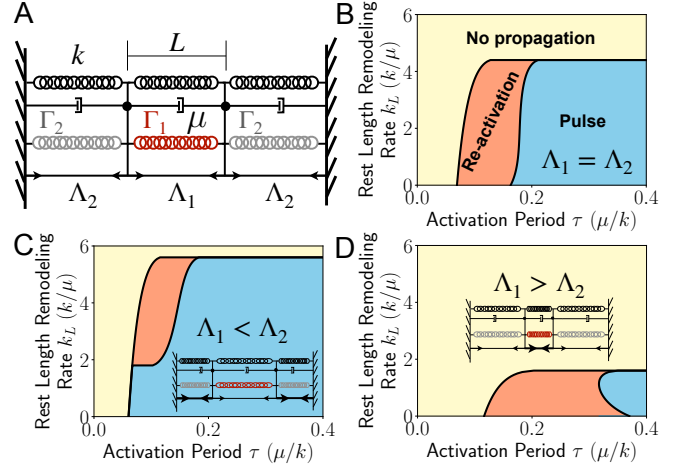 A
k
L
Γ₂
Γ₁
μ
Γ₂
Λ₂
Λ₁
Λ₂
B
Rest Length Remodeling
Rate k_L (k/μ)
6
4
2
0
0.0
0.2
0.4
Activation Period τ (μ/k)
No propagation
Re-activation
Pulse
Λ₁ = Λ₂
C
Rest Length Remodeling
Rate k_L (k/μ)
6
4
2
0
0.0
0.2
0.4
Activation Period τ (μ/k)
Λ₁ < Λ₂
D
Rest Length Remodeling
Rate k_L (k/μ)
6
4
2
0
0.0
0.2
0.4
Activation Period τ (μ/k)
Λ₁ > Λ₂